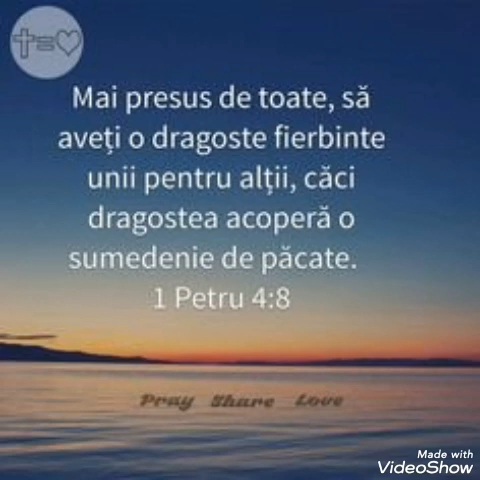 Mai presus de toate, să
aveți o dragoste fierbinte
unii pentru alții, căci
dragostea acoperă o
sumedenie de păcate.
1 Petru 4:8
Pray Share Love
Made with
VideoShow